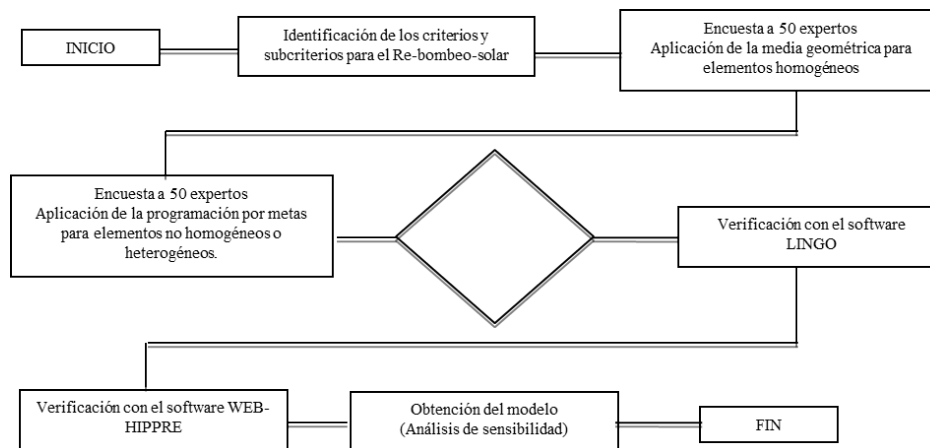 INICIO
Identificación de los criterios y
subcriterios para el Re-bombeo-solar
Encuesta a 50 expertos
Aplicación de la media geométrica para
elementos homogéneos
Encuesta a 50 expertos
Aplicación de la programación por metas
para elementos no homogéneos o
heterogéneos.
Verificación con el software
LINGO
Verificación con el software WEB-
HIPPRE
Obtención del modelo
(Análisis de sensibilidad)
FIN